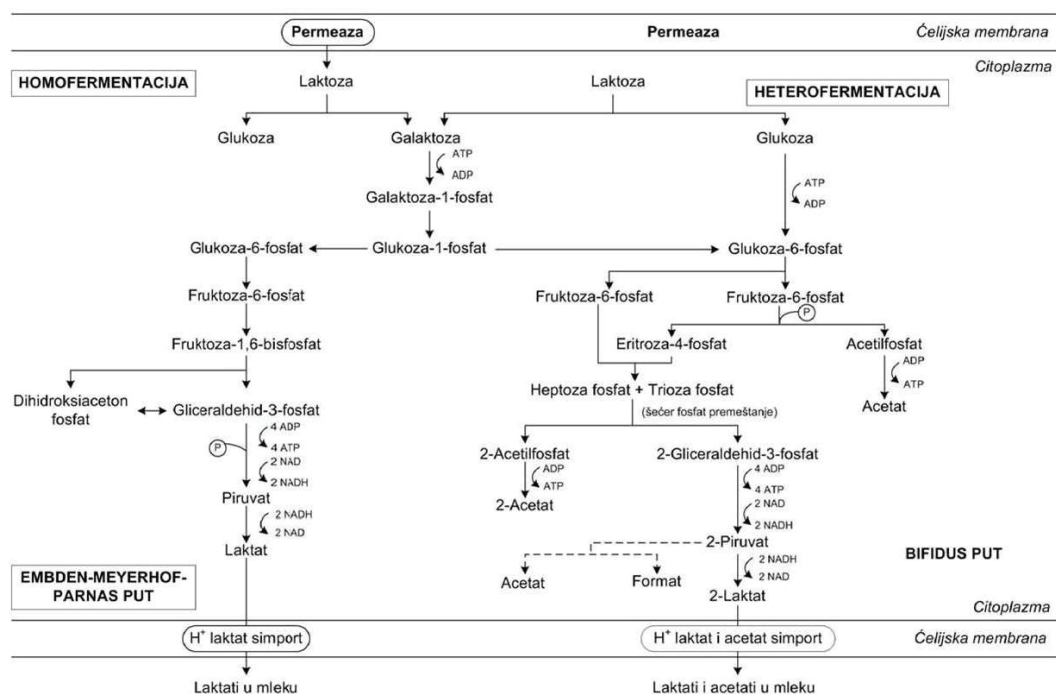 Permeaza
Permeaza
Ćelijska membrana
Citoplazma
HOMOFERMENTACIJA
Laktoza
Laktoza
HETEROFERMENTACIJA
Glukoza
Galaktoza
Glukoza
ATP
ADP
ATP
ADP
Galaktoza-1-fosfat
Glukoza-6-fosfat
Glukoza-1-fosfat
Glukoza-6-fosfat
Fruktoza-6-fosfat
Fruktoza-6-fosfat
Fruktoza-6-fosfat
P
Fruktoza-1,6-bisfosfat
Eritroza-4-fosfat
Acetilfosfat
ADP
ATP
Heptoza fosfat + Trioza fosfat
(šećer fosfat premeštanje)
Acetat
Dihidroksiaceton
fosfat
Gliceraldehid-3-fosfat
4 ADP
4 ATP
P
2 NAD
2 NADH
2-Acetilfosfat
2-Gliceraldehid-3-fosfat
ADP
ATP
4 ADP
4 ATP
2 NAD
2 NADH
Piruvat
2-Acetat
2 NADH
2 NAD
2-Piruvat
Laktat
BIFIDUS PUT
2 NADH
2 NAD
Acetat
Format
2-Laktat
EMBDEN-MEYERHOF-
PARNAS PUT
Citoplazma
H⁺ laktat simport
H⁺ laktat i acetat simport
Ćelijska membrana
Laktati u mleku
Laktati i acetati u mleku